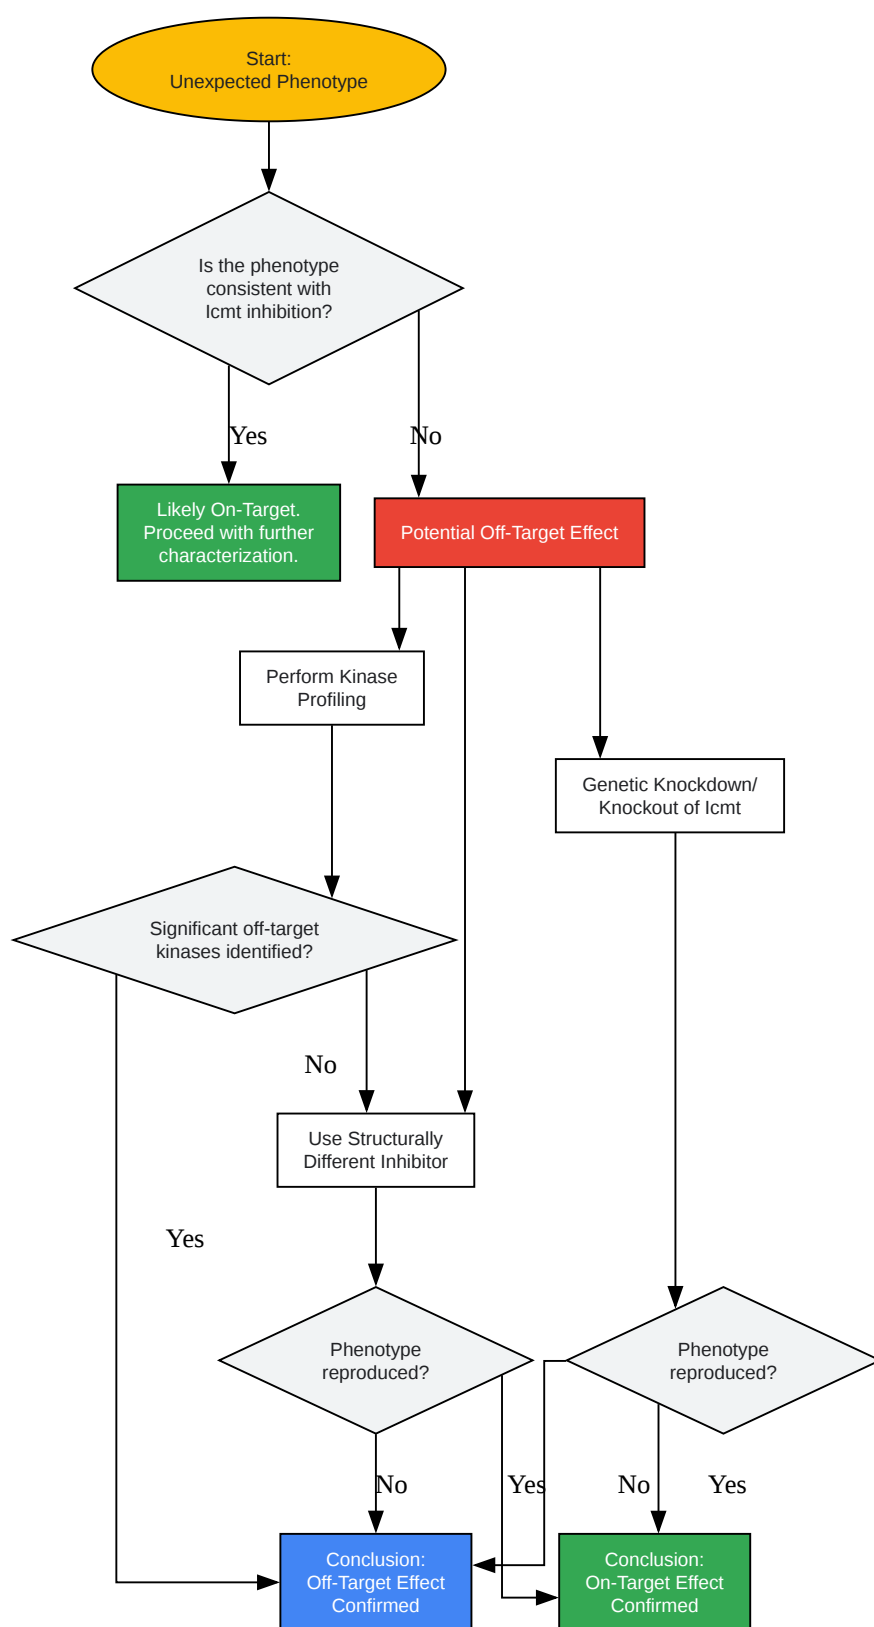 Start:
Unexpected Phenotype
Is the phenotype
consistent with
Icmt inhibition?
Yes
No
Likely On-Target.
Proceed with further
characterization.
Potential Off-Target Effect
Perform Kinase
Profiling
Genetic Knockdown/
Knockout of Icmt
Significant off-target
kinases identified?
No
Use Structurally
Different Inhibitor
Yes
Phenotype
reproduced?
Phenotype
reproduced?
No
Yes
No
Yes
Conclusion:
Off-Target Effect
Confirmed
Conclusion:
On-Target Effect
Confirmed